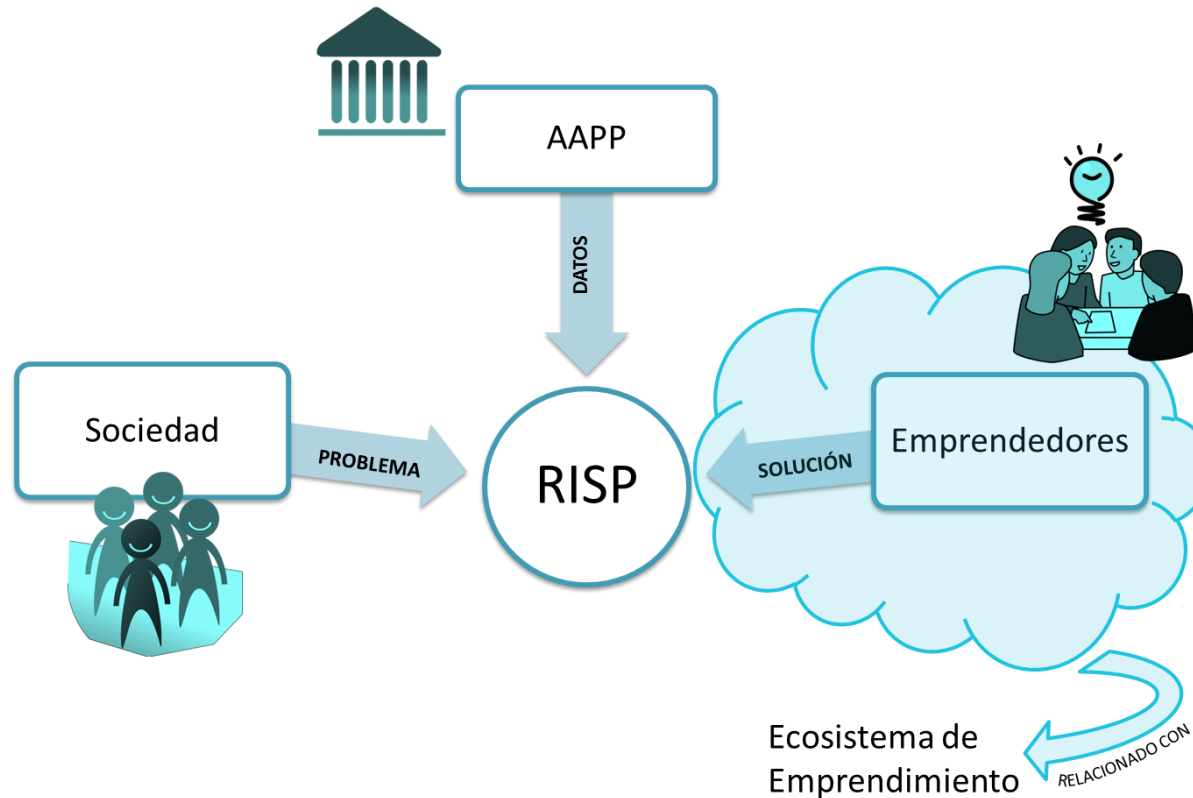 AAPP
DATOS
Sociedad
PROBLEMA
RISP
SOLUCIÓN
Emprendedores
Ecosistema de
Emprendimiento
RELACIONADO CON